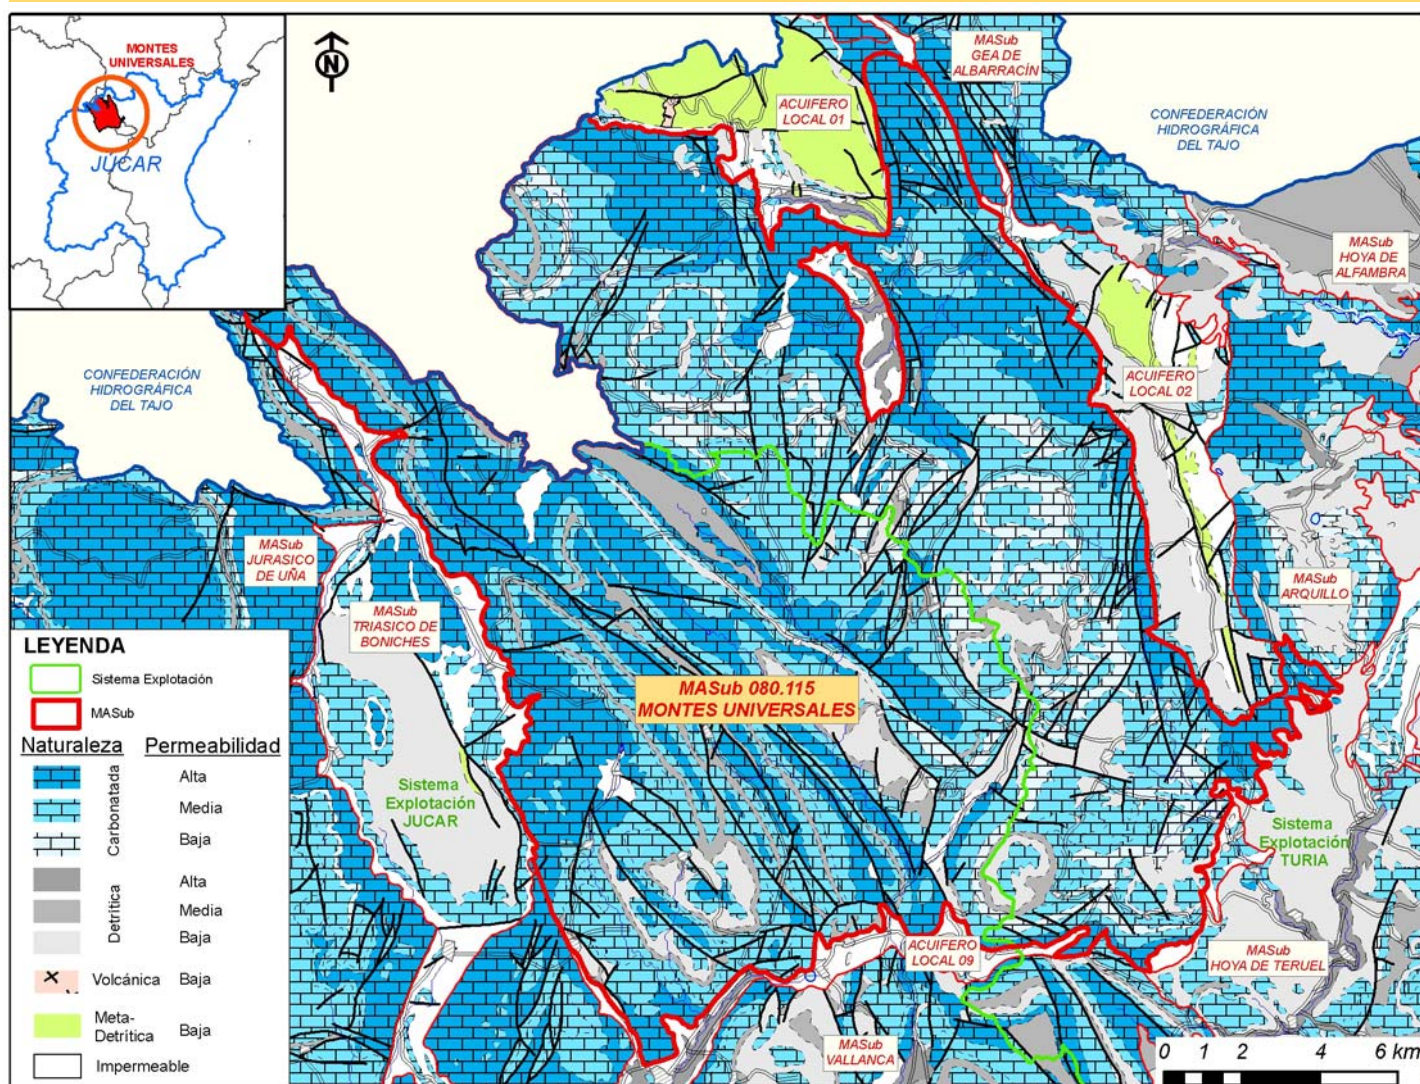 MONTES
UNIVERSALES
JÚCAR
N
MASub
GEA DE
ALBARRACÍN
ACUIFERO
LOCAL 01
CONFEDERACIÓN
HIDROGRÁFICA
DEL TAJO
MASub
HOYA DE
ALFAMBRA
CONFEDERACIÓN
HIDROGRÁFICA
DEL TAJO
ACUIFERO
LOCAL 02
MASub
JURASICO
DE UÑA
MASub
ARQUILLO
MASub
TRIASICO DE
BONICHES
MASub 080.115
MONTES UNIVERSALES
Sistema
Explotación
JUCAR
Sistema
Explotación
TURIA
ACUIFERO
LOCAL 09
MASub
HOYA DE TERUEL
MASub
VALLANCA
LEYENDA
Sistema Explotación
MASub
Naturaleza Permeabilidad
Carbonatada
Alta
Media
Baja
Detrítica
Alta
Media
Baja
Volcánica Baja
Meta-
Detrítica Baja
Impermeable
0 1 2 4 6 km